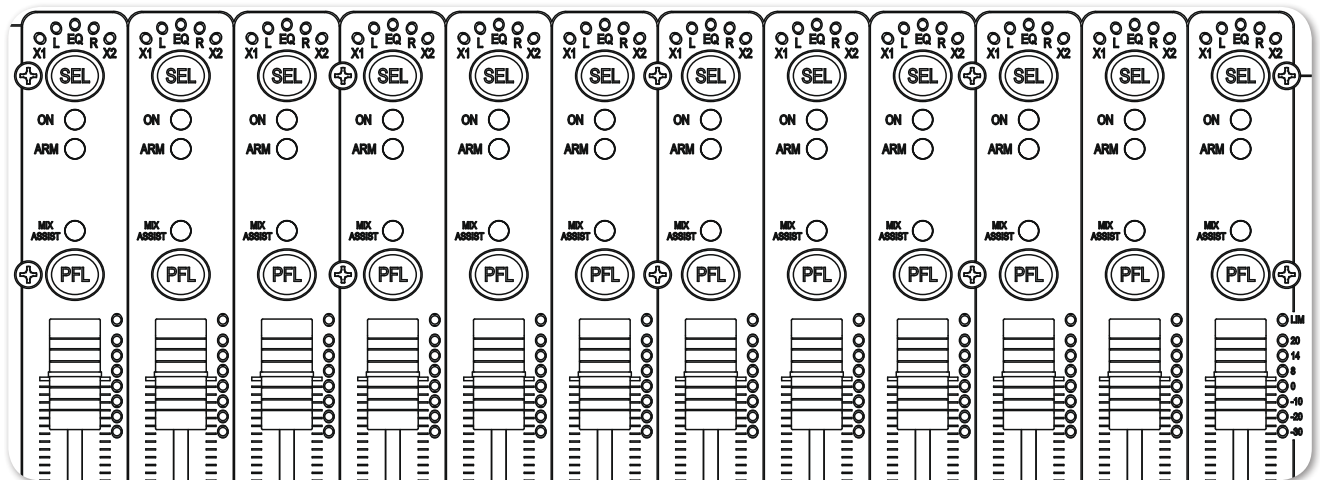 X1 L EQ R X2 X1 L EQ R X2 X1 L EQ R X2 X1 L EQ R X2 X1 L EQ R X2 X1 L EQ R X2 X1 L EQ R X2 X1 L EQ R X2 X1 L EQ R X2 X1 L EQ R X2 X1 L EQ R X2 X1 L EQ R X2
SEL SEL SEL SEL SEL SEL SEL SEL SEL SEL SEL SEL
ON ON ON ON ON ON ON ON ON ON ON ON
ARM ARM ARM ARM ARM ARM ARM ARM ARM ARM ARM ARM
MIX MIX MIX MIX MIX MIX MIX MIX MIX MIX MIX MIX
ASSIST ASSIST ASSIST ASSIST ASSIST ASSIST ASSIST ASSIST ASSIST ASSIST ASSIST ASSIST
PFL PFL PFL PFL PFL PFL PFL PFL PFL PFL PFL PFL
LIM
20
14
8
0
-10
-20
-30